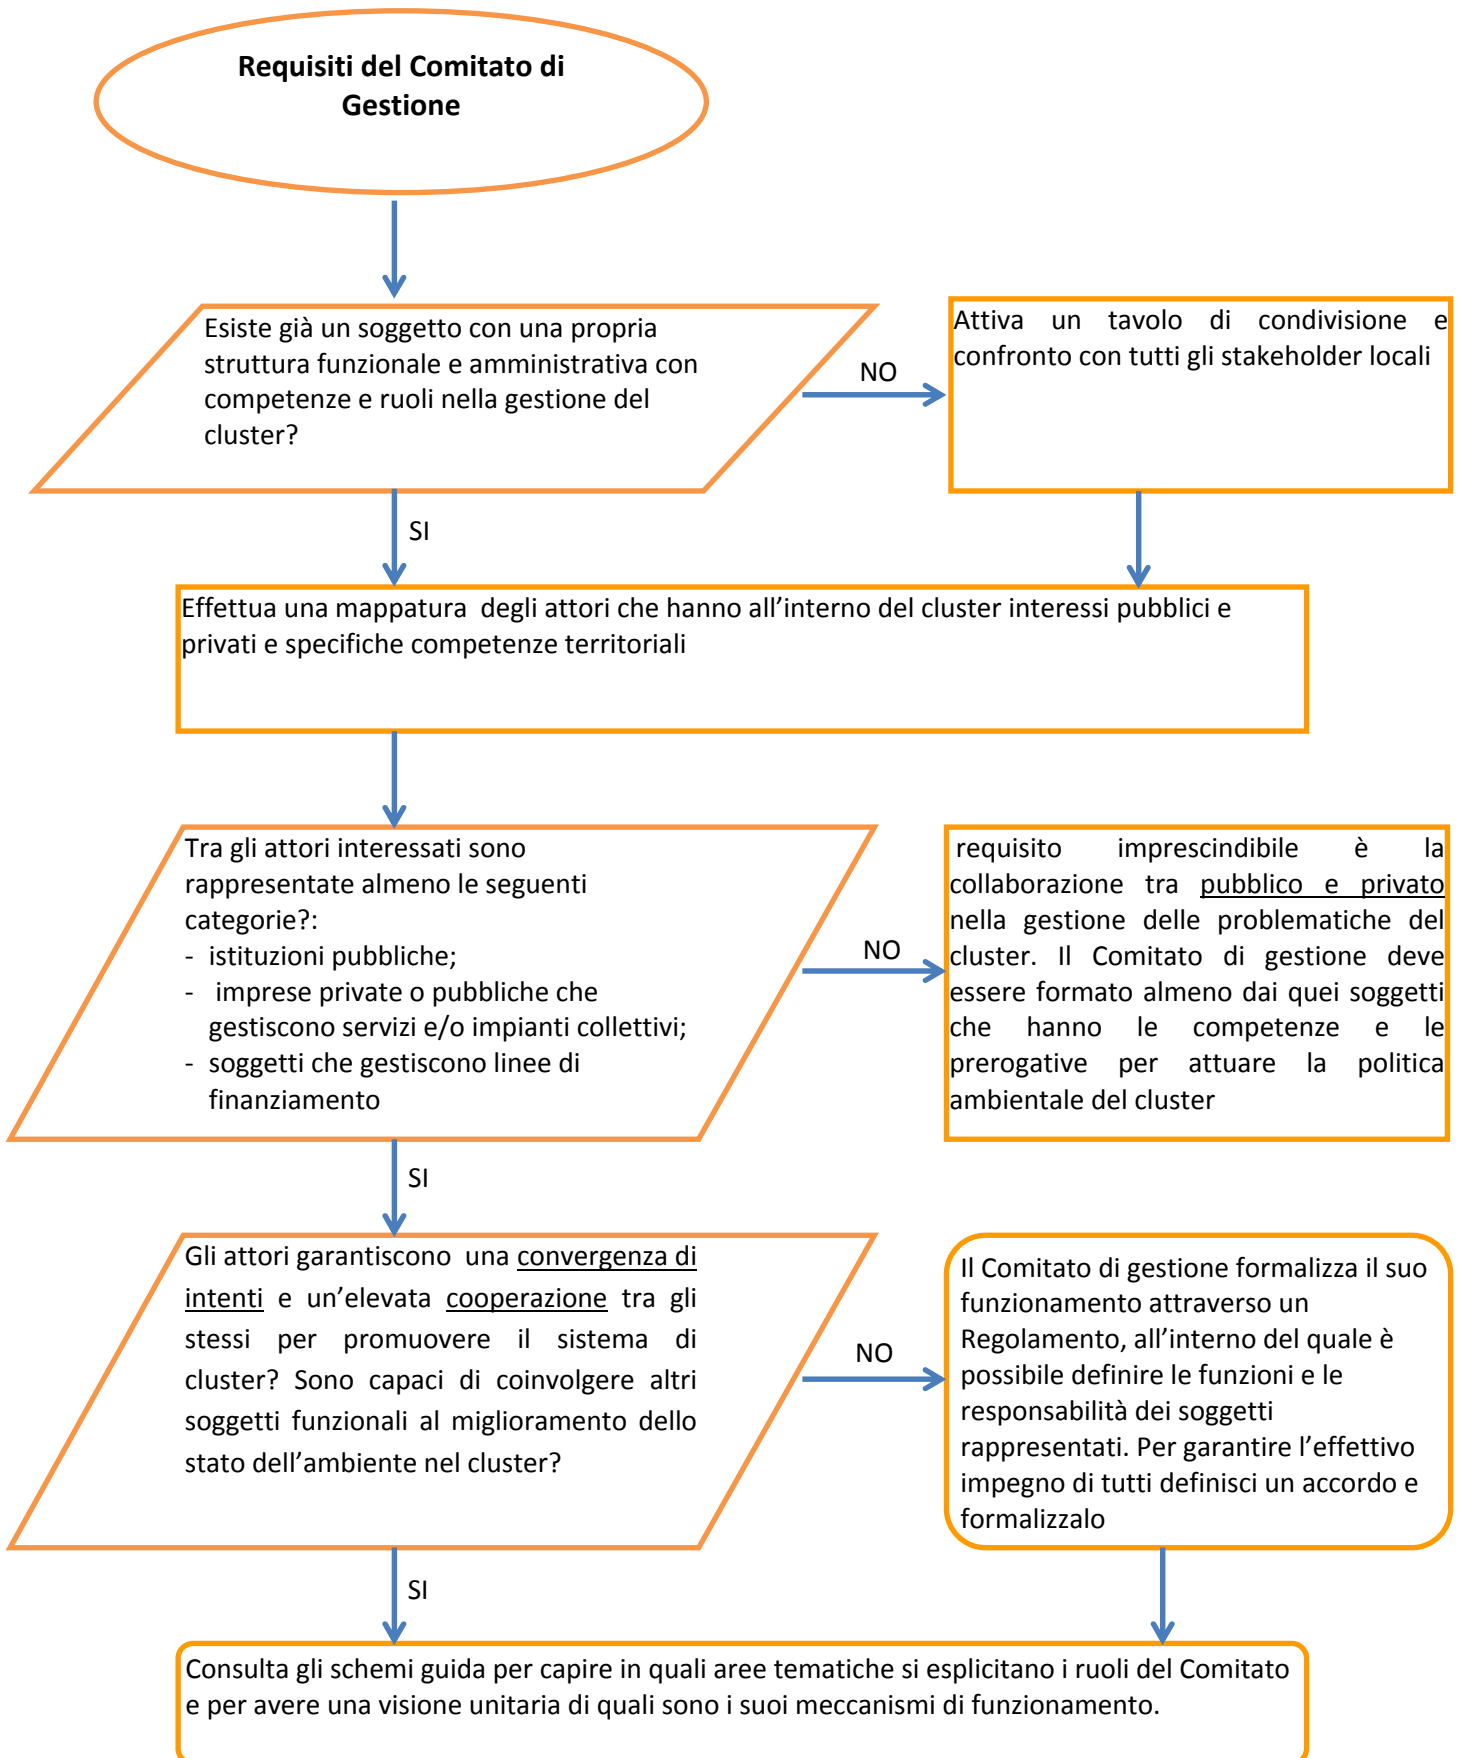 Requisiti del Comitato di
Gestione
Esiste già un soggetto con una propria
struttura funzionale e amministrativa con
competenze e ruoli nella gestione del
cluster?
NO
Attiva un tavolo di condivisione e
confronto con tutti gli stakeholder locali
SI
Effettua una mappatura  degli attori che hanno all’interno del cluster interessi pubblici e
privati e specifiche competenze territoriali
Tra gli attori interessati sono
rappresentate almeno le seguenti
categorie?:
- istituzioni pubbliche;
- imprese private o pubbliche che
gestiscono servizi e/o impianti collettivi;
- soggetti che gestiscono linee di
finanziamento
NO
requisito imprescindibile è la
collaborazione tra pubblico e privato
nella gestione delle problematiche del
cluster. Il Comitato di gestione deve
essere formato almeno dai quei soggetti
che hanno le competenze e le
prerogative per attuare la politica
ambientale del cluster
SI
Gli attori garantiscono  una convergenza di
intenti e un’elevata cooperazione tra gli
stessi per promuovere il sistema di
cluster? Sono capaci di coinvolgere altri
soggetti funzionali al miglioramento dello
stato dell’ambiente nel cluster?
NO
Il Comitato di gestione formalizza il suo
funzionamento attraverso un
Regolamento, all’interno del quale è
possibile definire le funzioni e le
responsabilità dei soggetti
rappresentati. Per garantire l’effettivo
impegno di tutti definisci un accordo e
formalizzalo
SI
Consulta gli schemi guida per capire in quali aree tematiche si esplicitano i ruoli del Comitato
e per avere una visione unitaria di quali sono i suoi meccanismi di funzionamento.